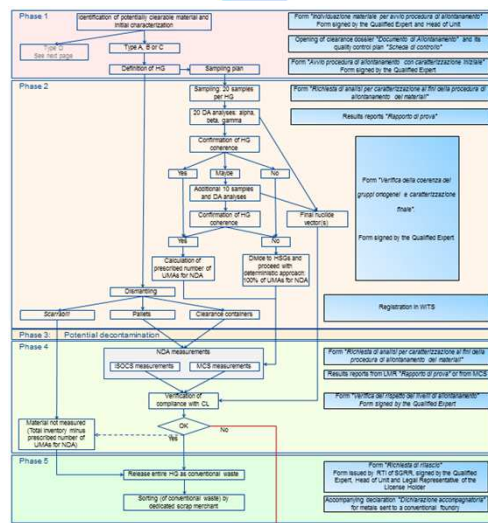 Phase 1
Identification of potentially clearable material and
Initial characterization
Form "Individuazione materiale per avvio procedura di allontanamento"
Form signed by the Qualified Expert and Head of Unit
Type D
See next page
Type A, B or C
Opening of clearance dossier "Documento di Allontanamento" and its
quality control plan "Schede di controllo"
Definition of HG
Sampling plan
Form "Avvio procedura di allontanamento con caratterizzazione iniziale"
Form signed by the Qualified Expert
Phase 2
Sampling: 20 samples
per HG
Form "Richiesta di analisi per caratterizzazione ai fini della procedura di
allontanamento dei materiali"
20 DA analyses: alpha,
beta, gamma
Results reports "Rapporto di prova"
Confirmation of HG
coherence
Yes
Maybe
No
Additional 10 samples
and DA analyses
Form "Verifica della coerenza dei
gruppi omogenei e caratterizzazione
finale"
Form signed by the Qualified Expert
Confirmation of HG
coherence
Final nuclide
vector(s)
Yes
No
Calculation of
prescribed number of
UMAs for NDA
Divide to HSGs and
proceed with
deterministic approach:
100% of UMAs for NDA
Dismantling
Scarrabili
Pallets
Clearance containers
Registration in WITS
Phase 3: Potential decontamination
Phase 4
NDA measurements
ISOCS measurements
MCS measurements
Form "Richiesta di analisi per caratterizzazione ai fini della
procedura di allontanamento dei materiali"
Results reports from LMR "Rapporto di prova" or from MCS
Verification of
compliance with CL
Form "Verifica del rispetto dei livelli di allontanamento"
Form signed by the Qualified Expert
Material not measured
(Total inventory) minus
prescribed number of
UMAs for NDA)
OK
No
Yes
Phase 5
Release entire HG as conventional waste
Form "Richiesta di rilascio"
Form issued by RTI of SGRR, signed by the Qualified
Expert, Head of Unit and Legal Representative of the
License Holder
Sorting (of conventional waste) by
dedicated scrap merchant
Accompanying declaration "Dichiarazione accompagnatoria"
for metals sent to a conventional foundry